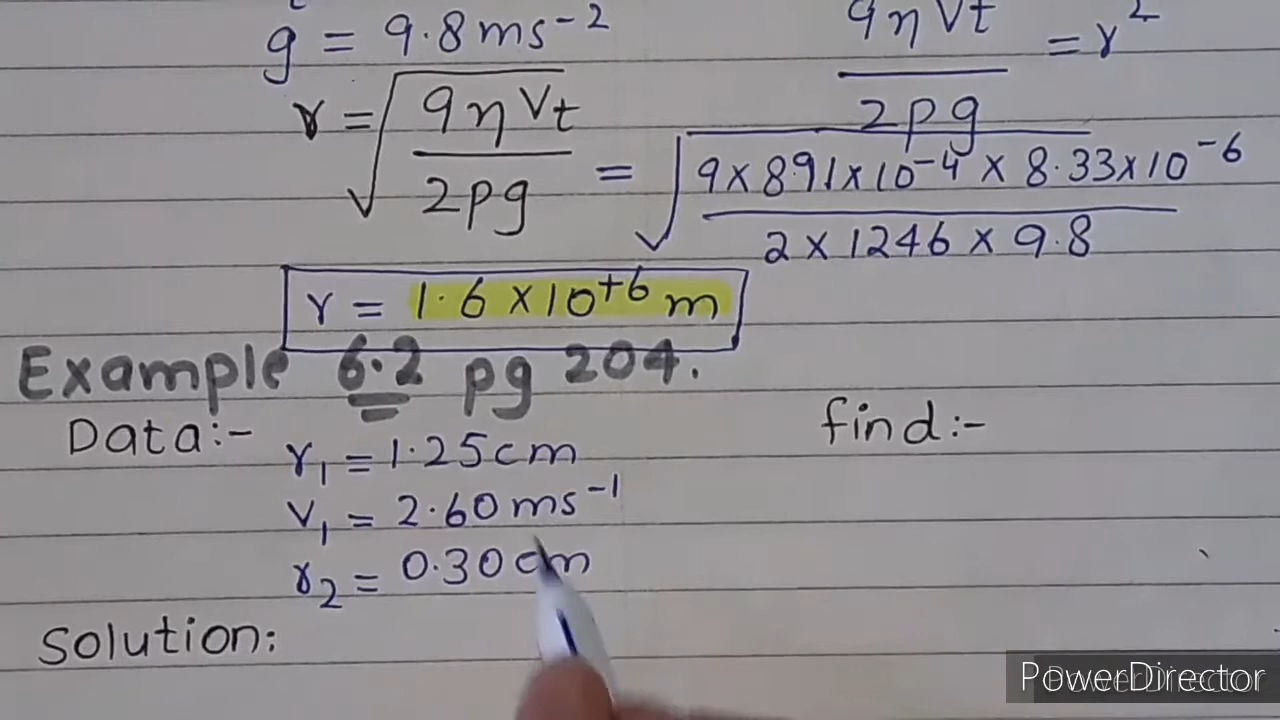 g = 9.8 ms⁻²
9ηVt / 2ρg = r²
r = √(9ηVt / 2ρg) = √(9×8.91×10⁻⁴ × 8.33×10⁻⁶ / 2 × 1246 × 9.8)
r = 1.6 × 10⁺⁶ m
Example 6.2 pg 204.
Data:-
find:-
r₁ = 1.25cm
v₁ = 2.60 ms⁻¹
r₂ = 0.30 cm
Solution:
PowerDirector